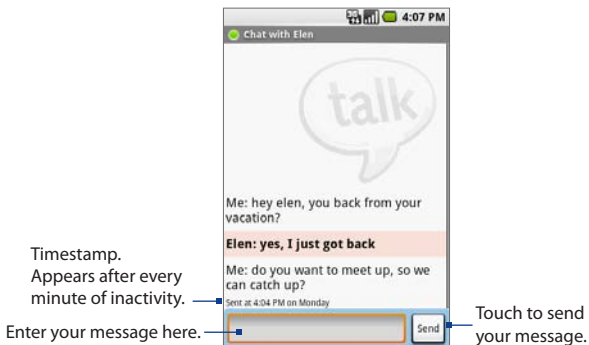 3G
4:07 PM
Chat with Elen
talk
Me: hey elen, you back from your
vacation?
Elen: yes, I just got back
Me: do you want to meet up, so we
can catch up?
Sent at 4:04 PM on Monday
Send
Timestamp.
Appears after every
minute of inactivity.
Enter your message here.
Touch to send
your message.